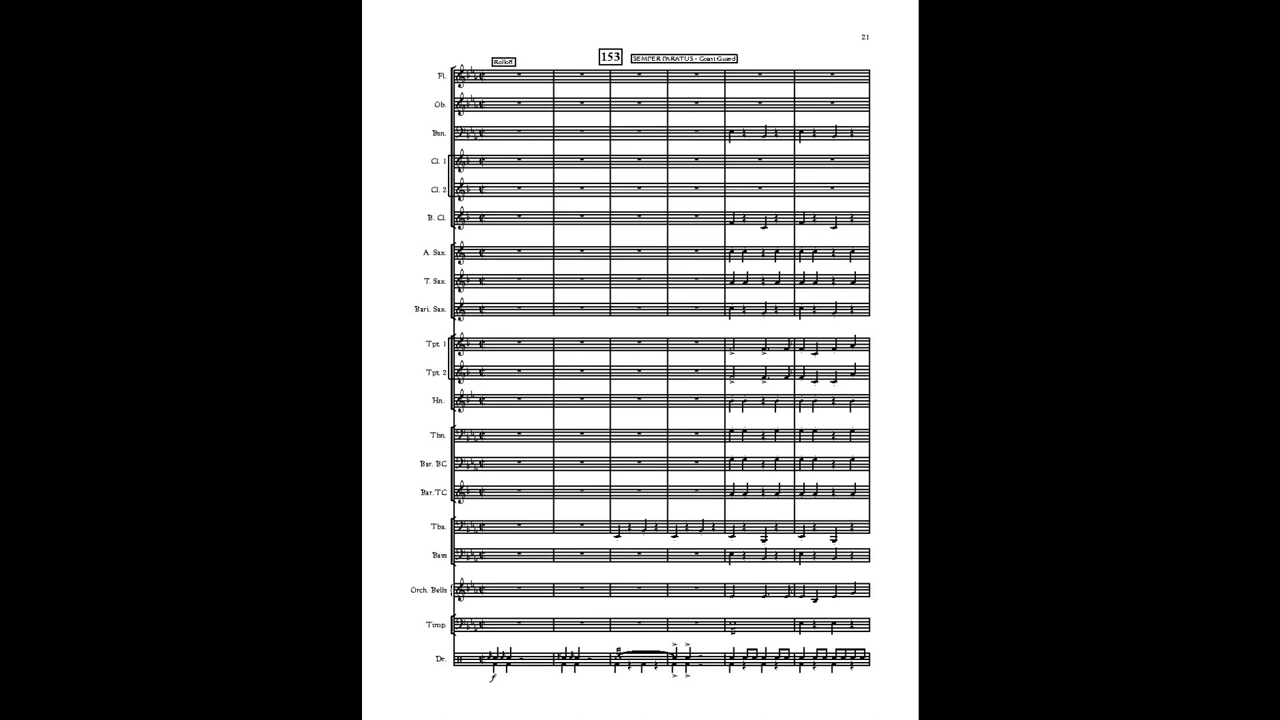 21
Rolloff
153 SEMPER PARATUS - Coast Guard
Fl.
Ob.
Bsn.
Cl. 1
Cl. 2
B. Cl.
A. Sax.
T. Sax.
Bari. Sax.
Tpt. 1
Tpt. 2
Hn.
Tbn.
Bar. BC
Bar. TC
Tba.
Bass
Orch. Bells
Timp.
Dr.
f